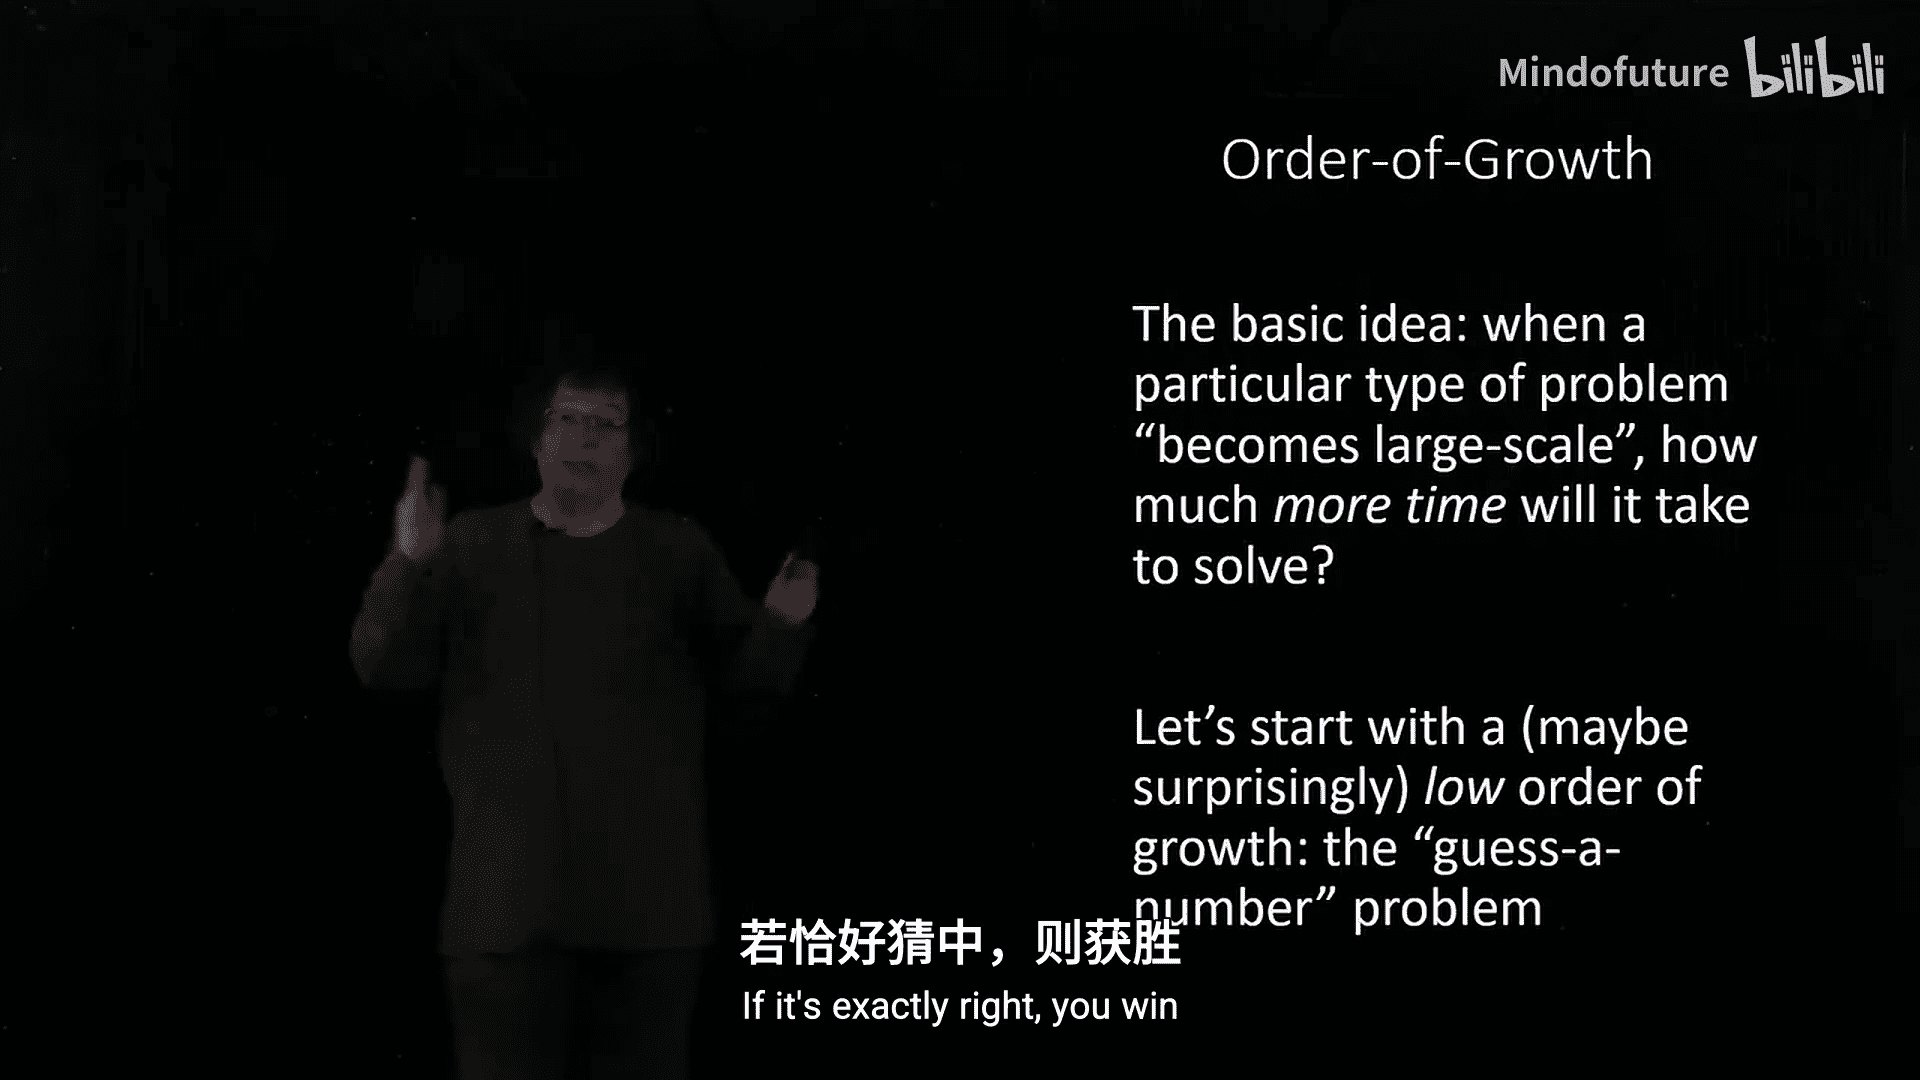 Mindofuture bilibili
Order-of-Growth
The basic idea: when a
particular type of problem
“becomes large-scale”, how
much more time will it take
to solve?
Let’s start with a (maybe
surprisingly) low order of
growth: the “guess-a-
number” problem
若恰好猜中，则获胜
If it's exactly right, you win